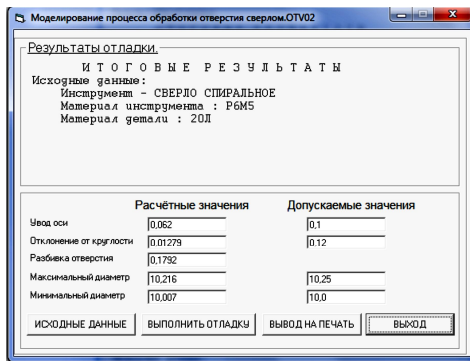 Моделирование процесса обработки отверстия сверлом.OTV02
Результаты отладки.
И Т О Г О В Ы Е Р Е З У Л Ь Т А Т Ы
Исходные данные:
Инструмент - СВЕРЛО СПИРАЛЬНОЕ
Материал инструмента : Р6М5
Материал детали : 20Л
Расчётные значения Допускаемые значения
Увод оси 0,062 0,1
Отклонение от круглости 0.01279 0.12
Разбивка отверстия 0,1792
Максимальный диаметр 10,216 10,25
Минимальный диаметр 10,007 10,0
ИСХОДНЫЕ ДАННЫЕ ВЫПОЛНИТЬ ОТЛАДКУ ВЫВОД НА ПЕЧАТЬ ВЫХОД